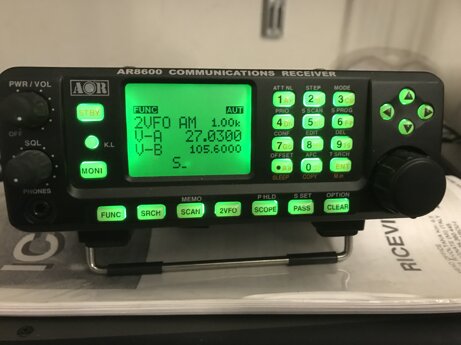 AR8600 COMMUNICATIONS RECEIVER
PWR / VOL
OFF
SQL
PHONES
AOR
STBY
K.L
MONI
FUNC AUT
2VFO AM 1.00k
V-A 27.0300
V-B 105.6000
S
ATT NL STEP MODE
1 2 3
PRIO S SCAN S PROG
4 5 6
CONF EDIT DEL
7 8 9
OFFSET AFC T SRCH
0 ENT
SLEEP COPY
MEMO P HLD S SET OPTION
FUNC SRCH SCAN 2VFO SCOPE PASS CLEAR
RICEVI